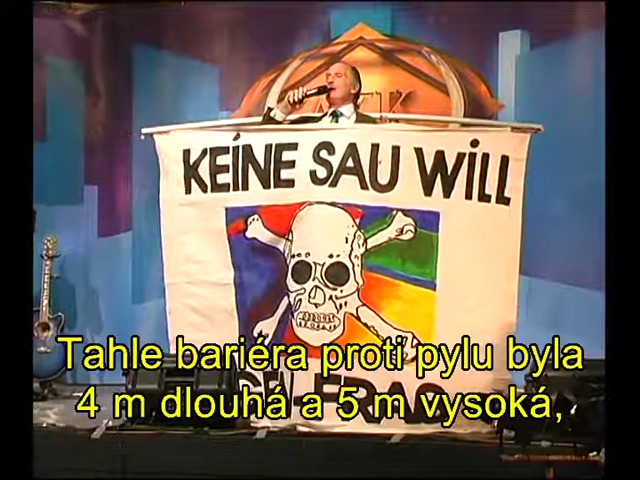 KEINE SAU WILL
Tahle bariéra proti pylu byla
4 m dlouhá a 5 m vysoká,